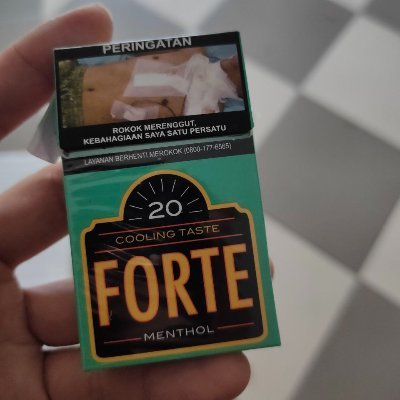 PERINGATAN
ROKOK MERENGGUT,
KEBAHAGIAAN SAYA SATU PERSATU
LAYANAN BERHENTI MEROKOK (0800-177-6565)
20
COOLING TASTE
FORTE
MENTHOL